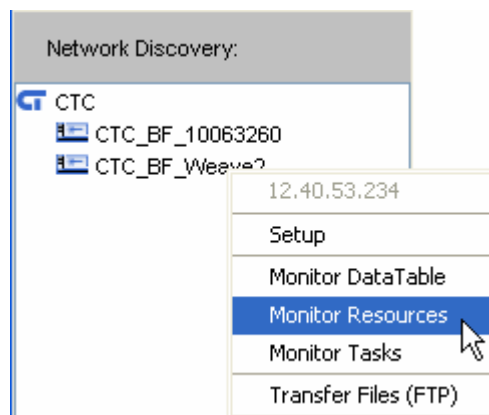 Network Discovery:
CTC
CTC_BF_10063260
CTC_BF_Weave2
12.40.53.234
Setup
Monitor DataTable
Monitor Resources
Monitor Tasks
Transfer Files (FTP)